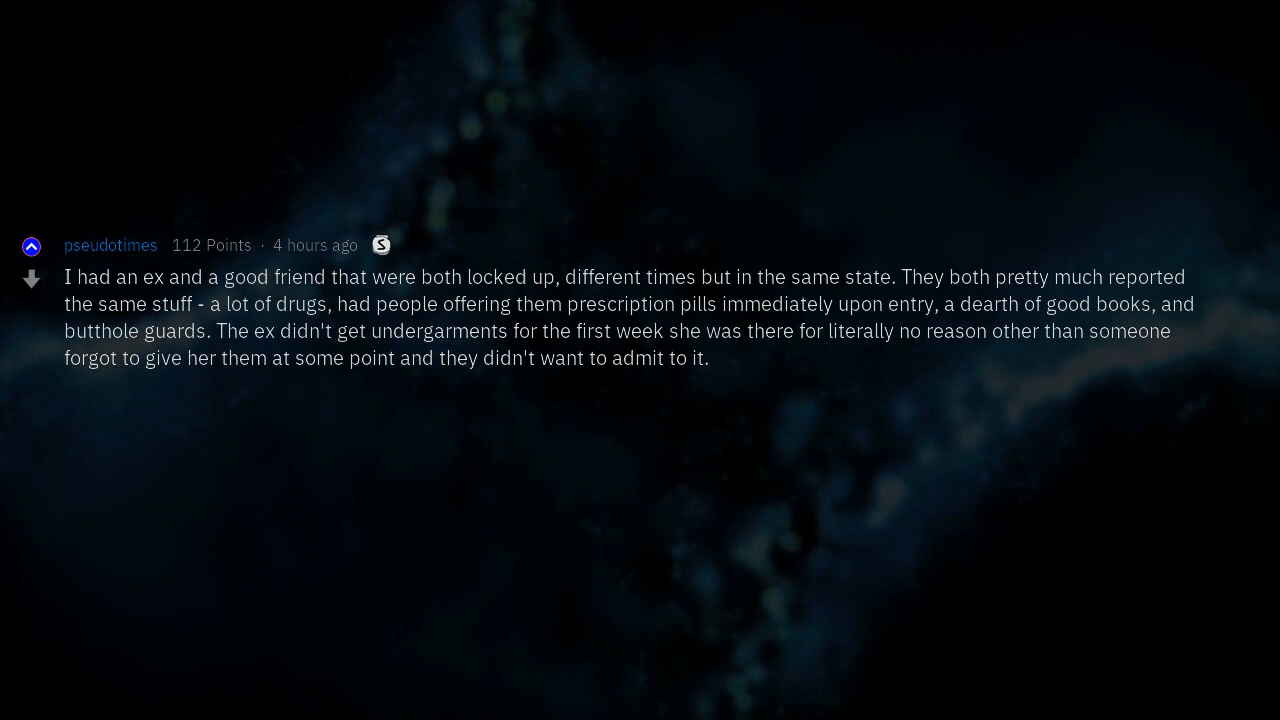 pseudotimes 112 Points · 4 hours ago S
I had an ex and a good friend that were both locked up, different times but in the same state. They both pretty much reported
the same stuff - a lot of drugs, had people offering them prescription pills immediately upon entry, a dearth of good books, and
butthole guards. The ex didn't get undergarments for the first week she was there for literally no reason other than someone
forgot to give her them at some point and they didn't want to admit to it.